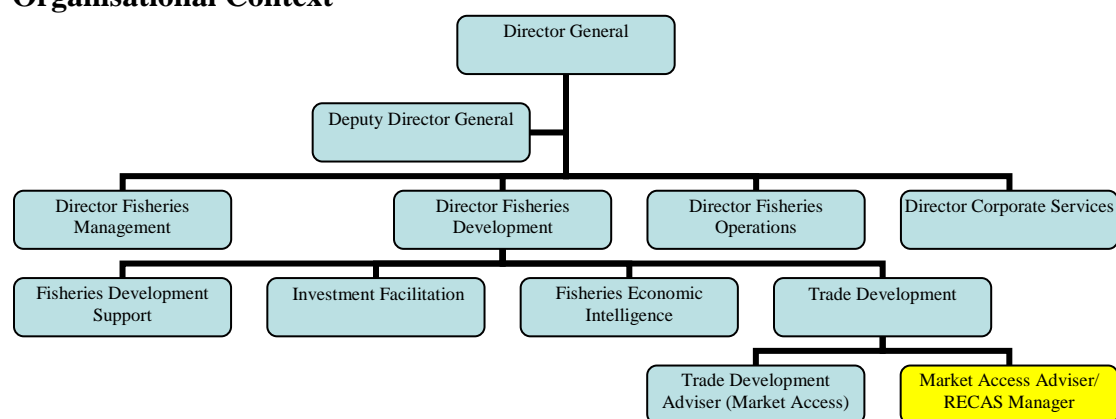 Organisational Context
Director General
Deputy Director General
Director Fisheries
Management
Director Fisheries
Development
Director Fisheries
Operations
Director Corporate Services
Fisheries Development
Support
Investment Facilitation
Fisheries Economic
Intelligence
Trade Development
Trade Development
Adviser (Market Access)
Market Access Adviser/
RECAS Manager